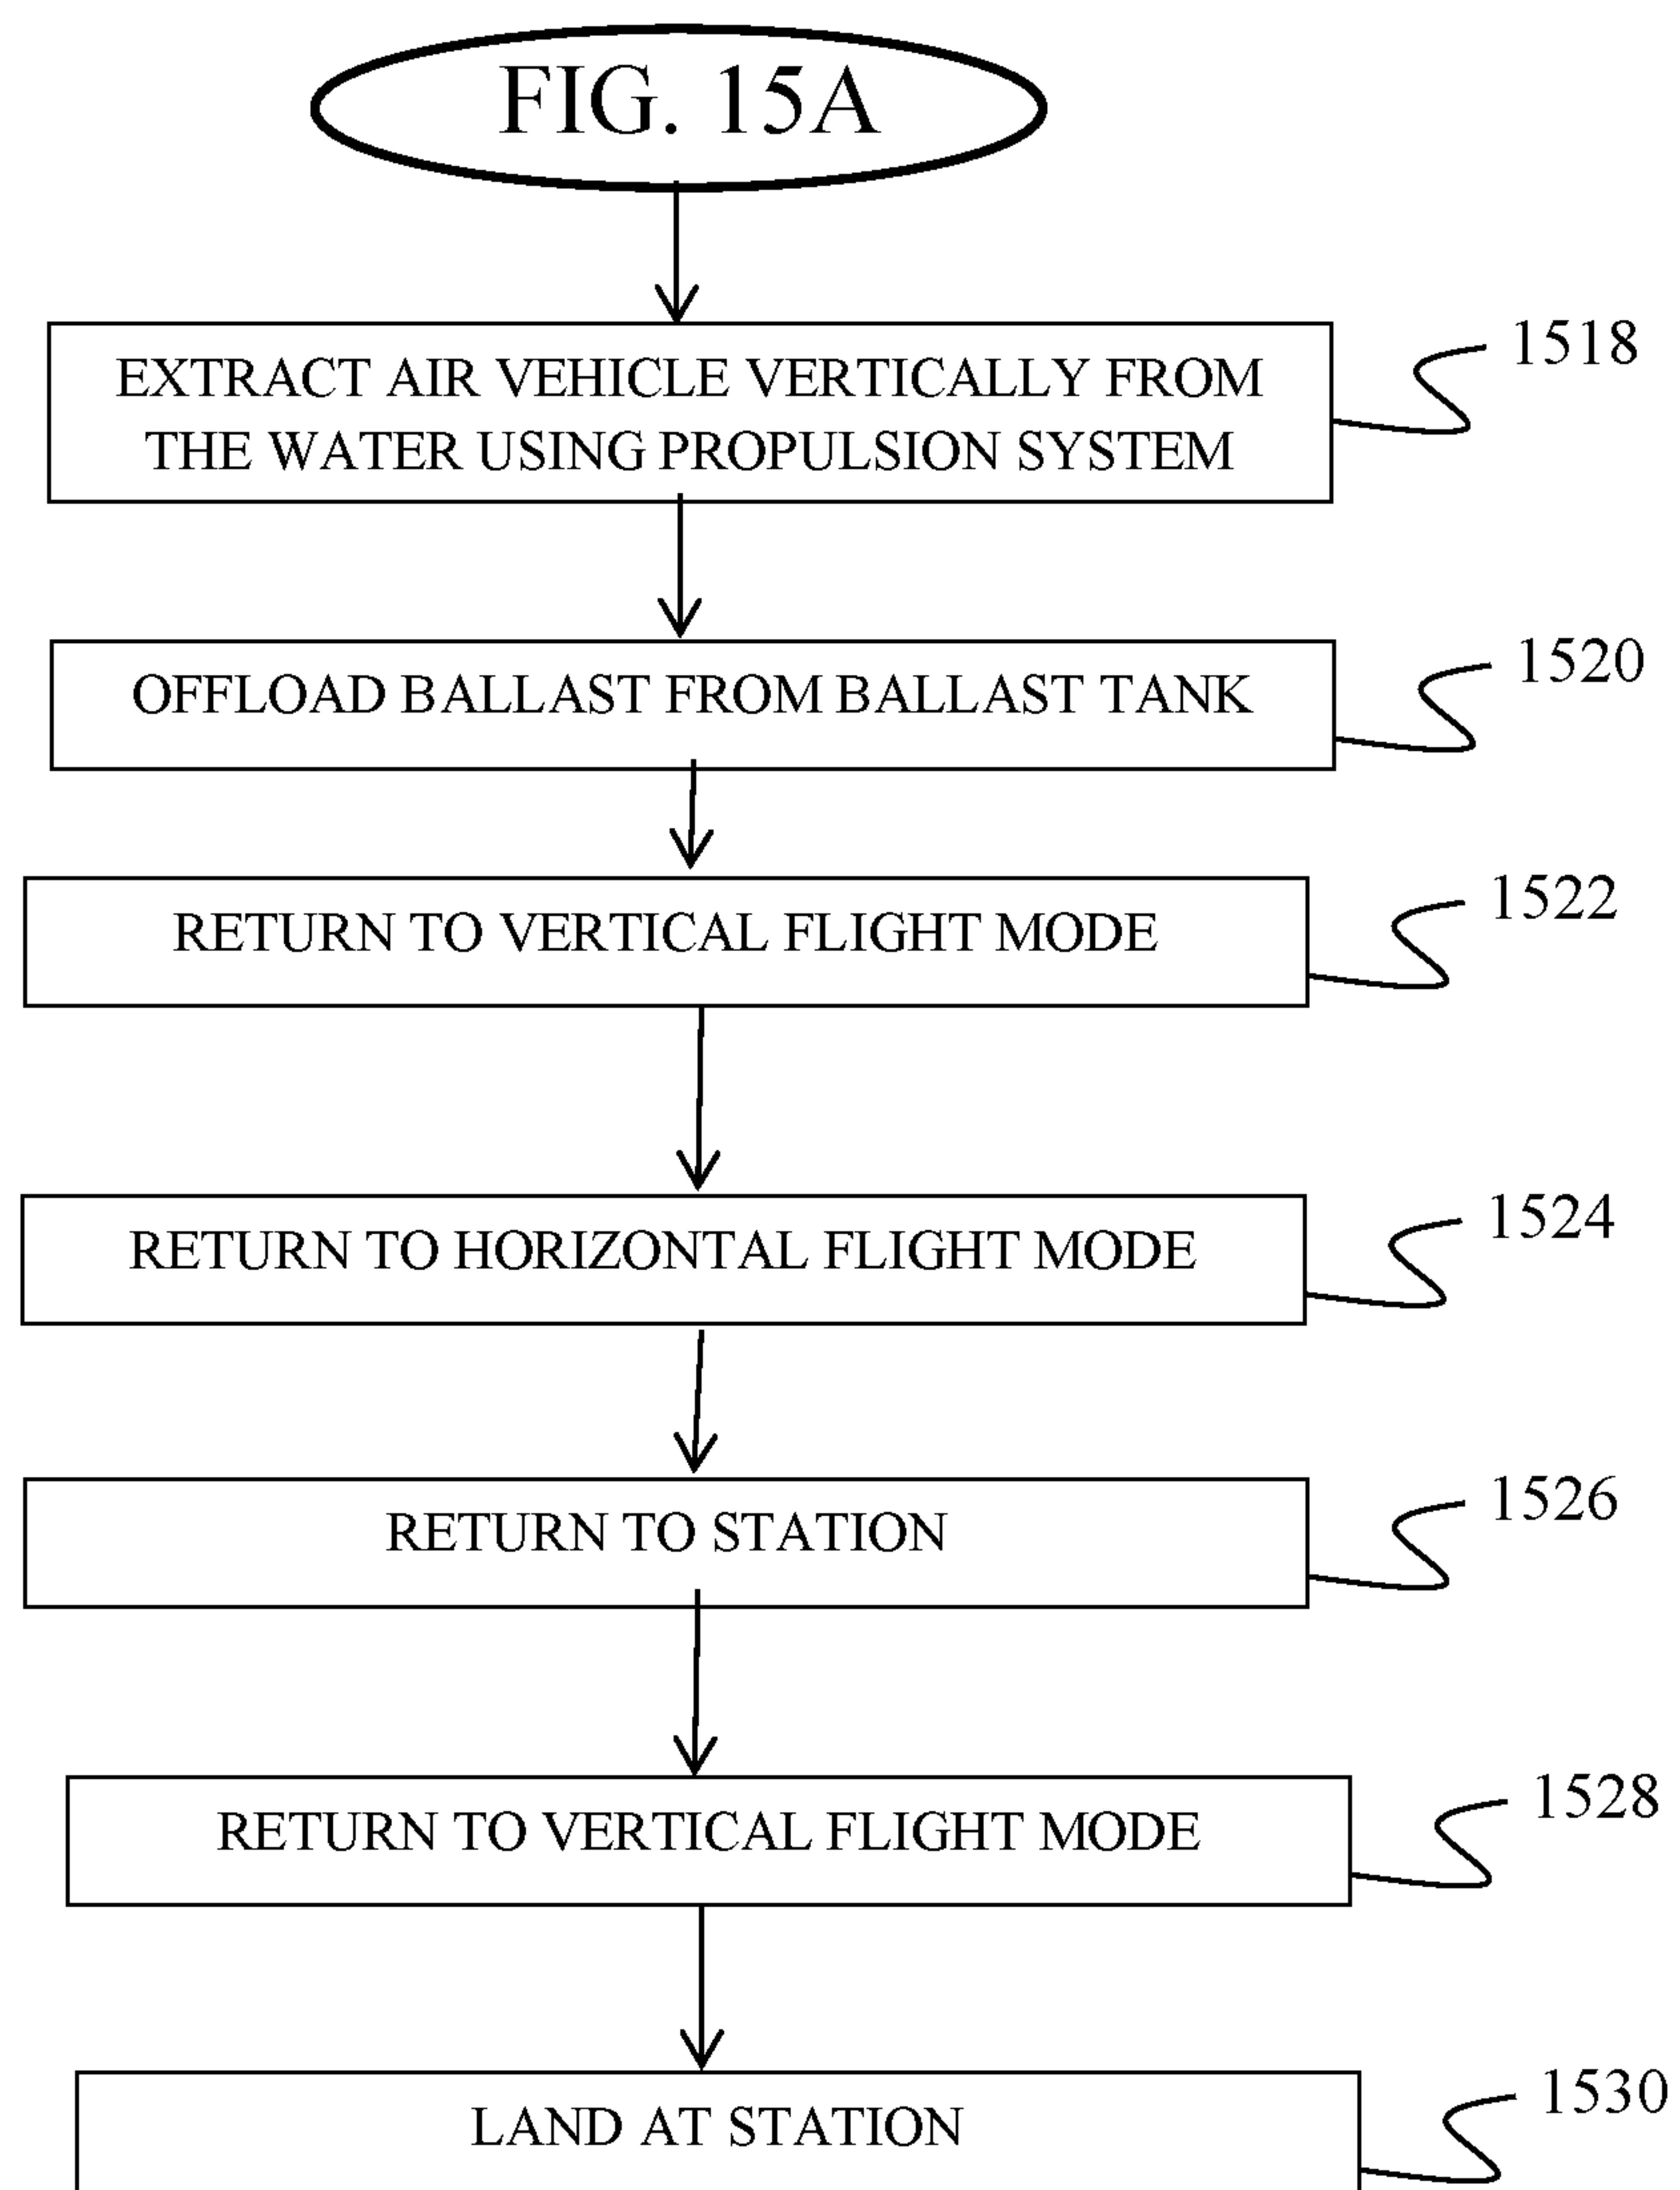 FIG. 15A
EXTRACT AIR VEHICLE VERTICALLY FROM
THE WATER USING PROPULSION SYSTEM
1518
OFFLOAD BALLAST FROM BALLAST TANK
1520
RETURN TO VERTICAL FLIGHT MODE
1522
RETURN TO HORIZONTAL FLIGHT MODE
1524
RETURN TO STATION
1526
RETURN TO VERTICAL FLIGHT MODE
1528
LAND AT STATION
1530